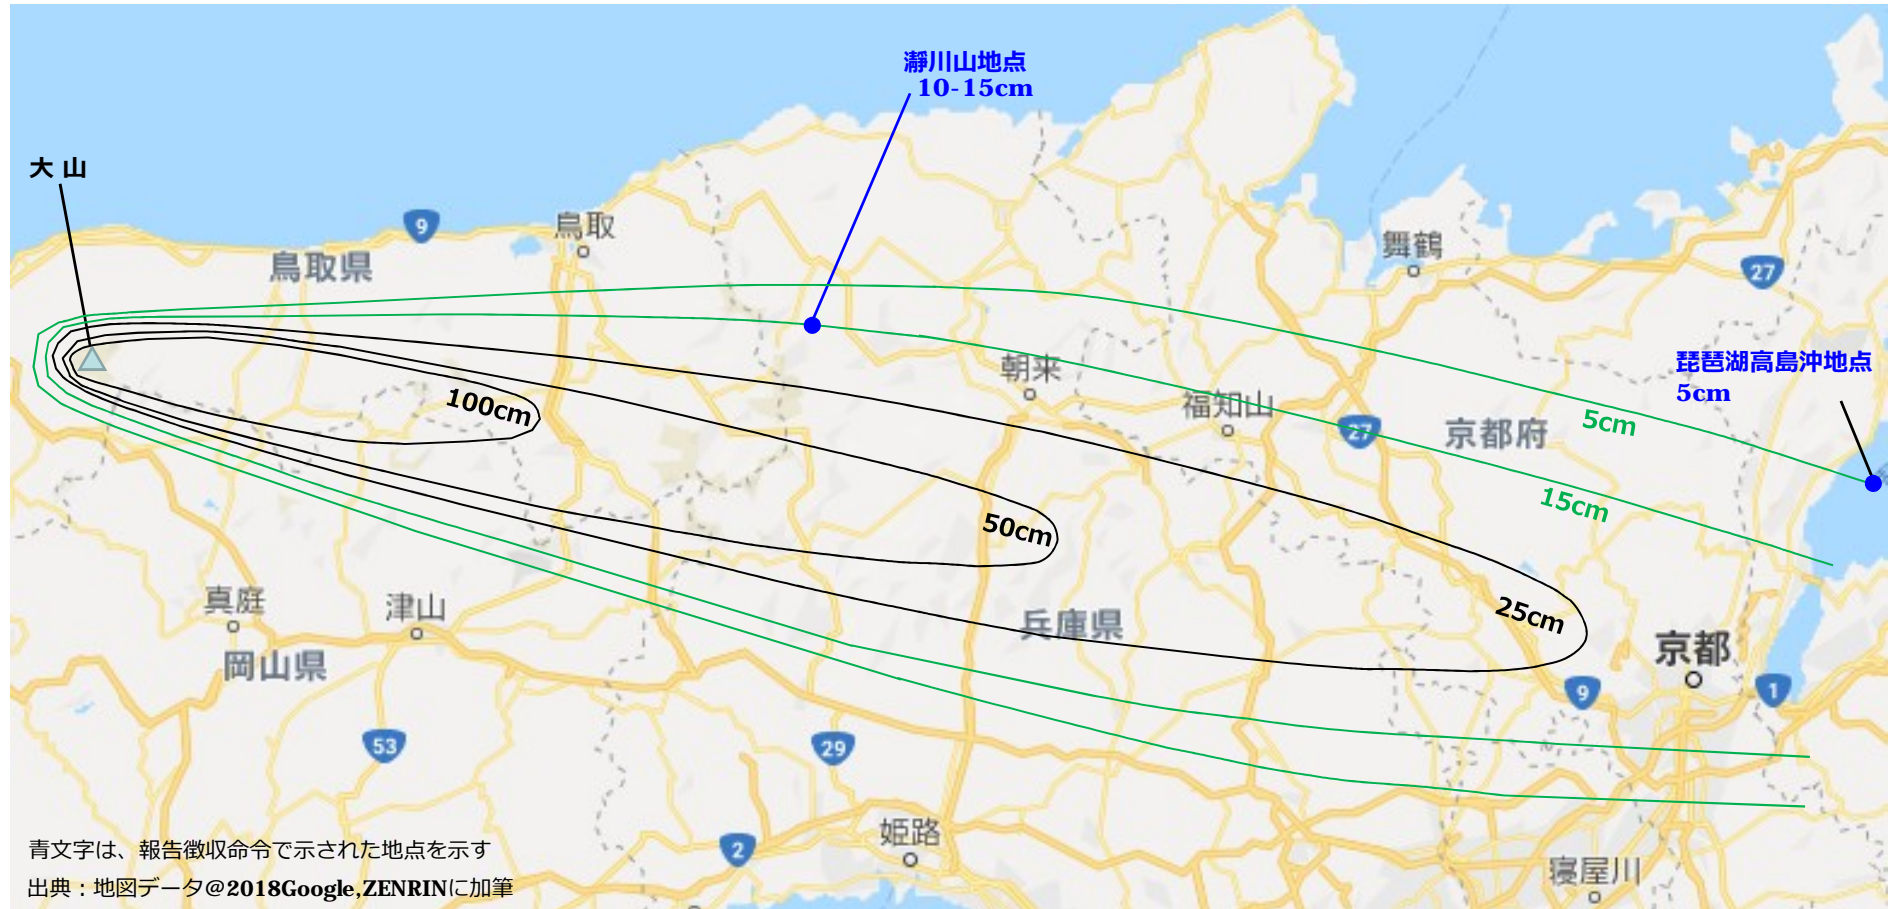 瀞川山地点
10-15cm
大山
9
鳥取
鳥取県
舞鶴
27
朝来
琵琶湖高島沖地点
5cm
100cm
福知山
27
京都府
5cm
15cm
50cm
真庭
津山
25cm
兵庫県
岡山県
京都
9
1
53
29
姫路
2
青文字は、報告徴収命令で示された地点を示す
寝屋川
出典：地図データ@2018Google,ZENRINに加筆